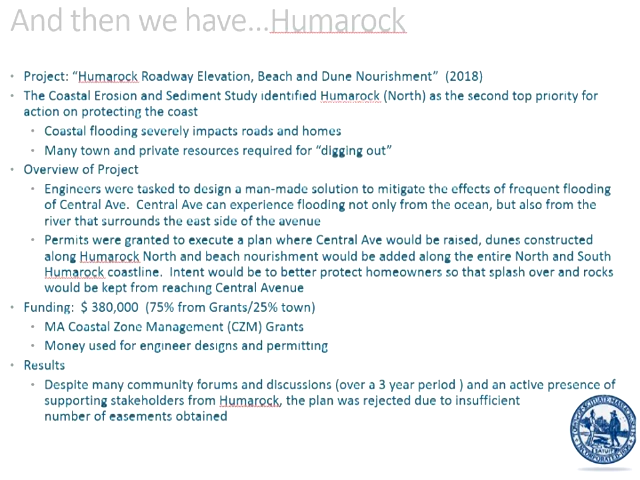 And then we have...Humarock
• Project: “Humarock Roadway Elevation, Beach and Dune Nourishment” (2018)
• The Coastal Erosion and Sediment Study identified Humarock (North) as the second top priority for
action on protecting the coast
• Coastal flooding severely impacts roads and homes
• Many town and private resources required for “digging out”
• Overview of Project
• Engineers were tasked to design a man-made solution to mitigate the effects of frequent flooding
of Central Ave. Central Ave can experience flooding not only from the ocean, but also from the
river that surrounds the east side of the avenue
• Permits were granted to execute a plan where Central Ave would be raised, dunes constructed
along Humarock North and beach nourishment would be added along the entire North and South
Humarock coastline. Intent would be to better protect homeowners so that splash over and rocks
would be kept from reaching Central Avenue
• Funding: $ 380,000 (75% from Grants/25% town)
• MA Coastal Zone Management (CZM) Grants
• Money used for engineer designs and permitting
• Results
• Despite many community forums and discussions (over a 3 year period ) and an active presence of
supporting stakeholders from Humarock, the plan was rejected due to insufficient
number of easements obtained